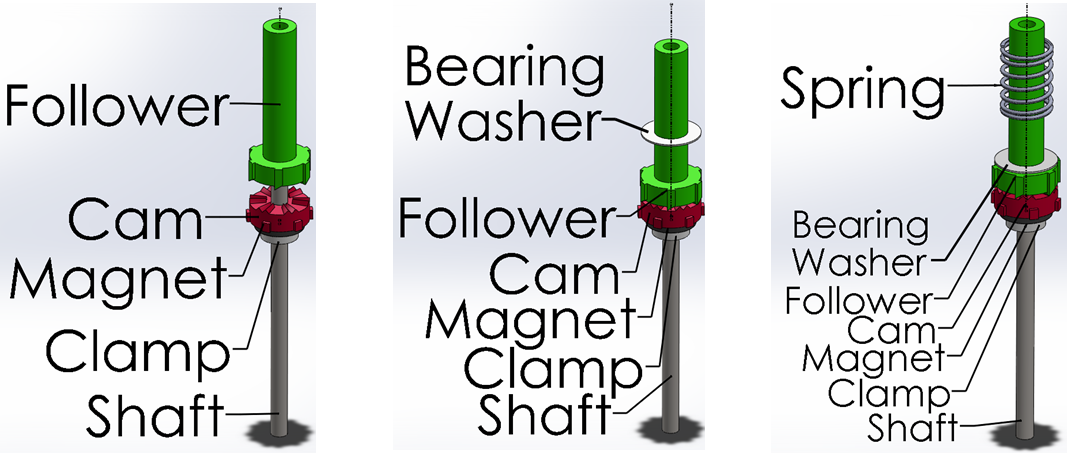 Follower
Cam
Magnet
Clamp
Shaft
Bearing
Washer
Follower
Cam
Magnet
Clamp
Shaft
Spring
Bearing
Washer
Follower
Cam
Magnet
Clamp
Shaft